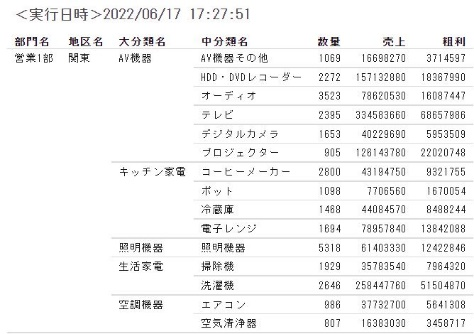 ＜実行日時＞2022/06/17 17:27:51
部門名 地区名 大分類名 中分類名 数量 売上 粗利
営業1部 関東 AV機器 AV機器その他 1069 16698270 3714597
HDD・DVDレコーダー 2272 157132880 18367990
オーディオ 3523 78620530 16087447
テレビ 2395 334583660 68657986
デジタルカメラ 1653 40229690 5953509
プロジェクター 905 126143780 22020748
キッチン家電 コーヒーメーカー 2800 43194750 9321755
ポット 1098 7706560 1670054
冷蔵庫 1468 44084570 8488244
電子レンジ 1694 78957840 13842088
照明機器 照明機器 5318 61403330 12422846
生活家電 掃除機 1929 35783540 7964320
洗濯機 2646 258447760 51504870
空調機器 エアコン 986 37732700 5641308
空気清浄器 807 16383030 3458717